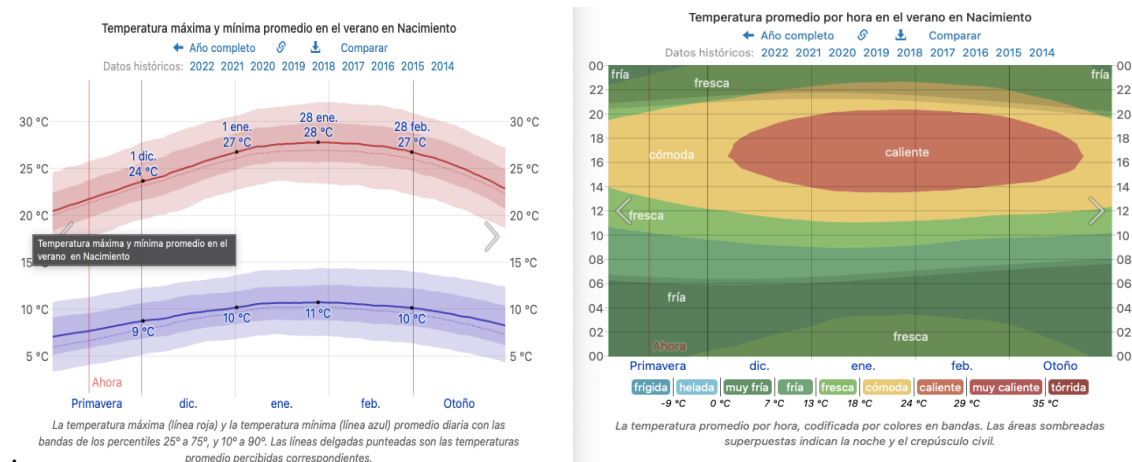 Temperatura máxima y mínima promedio en el verano en Nacimiento
Año completo Comparar
Datos históricos: 2022 2021 2020 2019 2018 2017 2016 2015 2014
30 °C 30 °C
25 °C 25 °C
20 °C 20 °C
15 15 °C
10 °C 10 °C
5 °C 5 °C
1 dic.
24 °C
1 ene.
27 °C
28 ene.
28 °C
28 feb.
27 °C
Temperatura máxima y mínima promedio en el
verano en Nacimiento
9 °C
10 °C
11 °C
10 °C
Ahora
Primavera dic. ene. feb. Otoño
La temperatura máxima (línea roja) y la temperatura mínima (línea azul) promedio diaria con las
bandas de los percentiles 25º a 75º, y 10º a 90º. Las líneas delgadas punteadas son las temperaturas
promedio percibidas correspondientes.
Temperatura promedio por hora en el verano en Nacimiento
Año completo Comparar
Datos históricos: 2022 2021 2020 2019 2018 2017 2016 2015 2014
00 fría fría 00
22 fresca 22
20 20
18 18
16 cómoda caliente 16
14 14
12 fresca 12
10 10
08 08
06 06
04 fría 04
02 fresca 02
00 Ahora 00
Primavera dic. ene. feb. Otoño
frígida helada muy fría fría fresca cómoda caliente muy caliente tórrida
-9 °C 0 °C 7 °C 13 °C 18 °C 24 °C 29 °C 35 °C
La temperatura promedio por hora, codificada por colores en bandas. Las áreas sombreadas
superpuestas indican la noche y el crepúsculo civil.